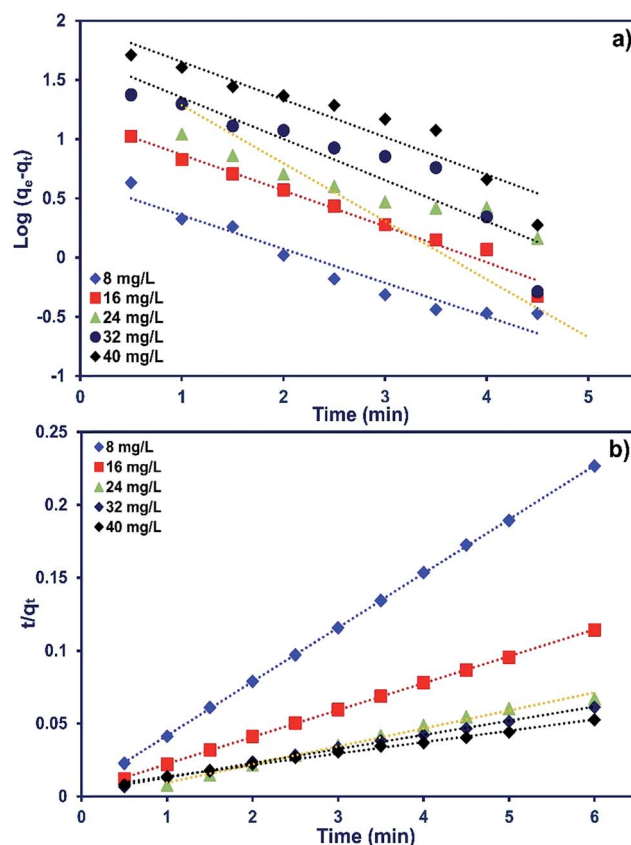 a)
2
1.5
1
0.5
0
-0.5
-1
Log (qe-qt)
8 mg/L
16 mg/L
24 mg/L
32 mg/L
40 mg/L
0 1 2 3 4 5
Time (min)
b)
0.25
0.2
0.15
0.1
0.05
0
t/qt
8 mg/L
16 mg/L
24 mg/L
32 mg/L
40 mg/L
0 1 2 3 4 5 6
Time (min)